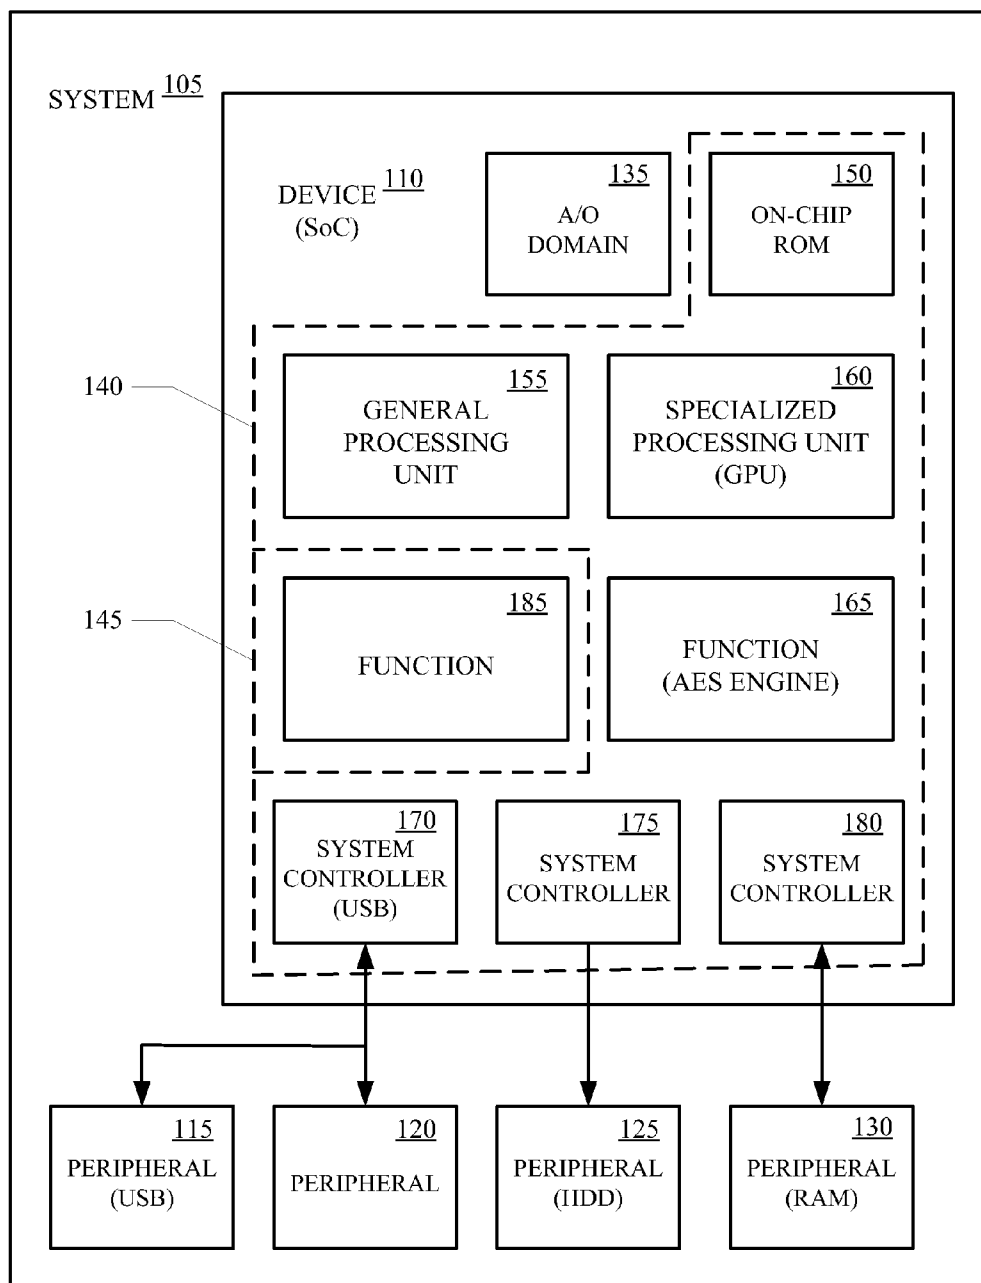 SYSTEM 105
DEVICE 110
(SoC)
135
A/O
DOMAIN
150
ON-CHIP
ROM
140
155
GENERAL
PROCESSING
UNIT
160
SPECIALIZED
PROCESSING UNIT
(GPU)
145
185
FUNCTION
165
FUNCTION
(AES ENGINE)
170
SYSTEM
CONTROLLER
(USB)
175
SYSTEM
CONTROLLER
180
SYSTEM
CONTROLLER
115
PERIPHERAL
(USB)
120
PERIPHERAL
125
PERIPHERAL
(HDD)
130
PERIPHERAL
(RAM)